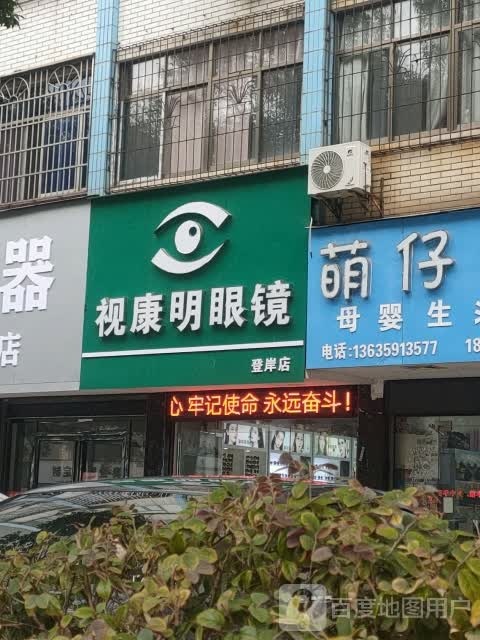 器
店
视康明眼镜
登岸店
心 牢记使命 永远奋斗！
萌仔
母婴生
电话:13635913577 18
百度地图用户